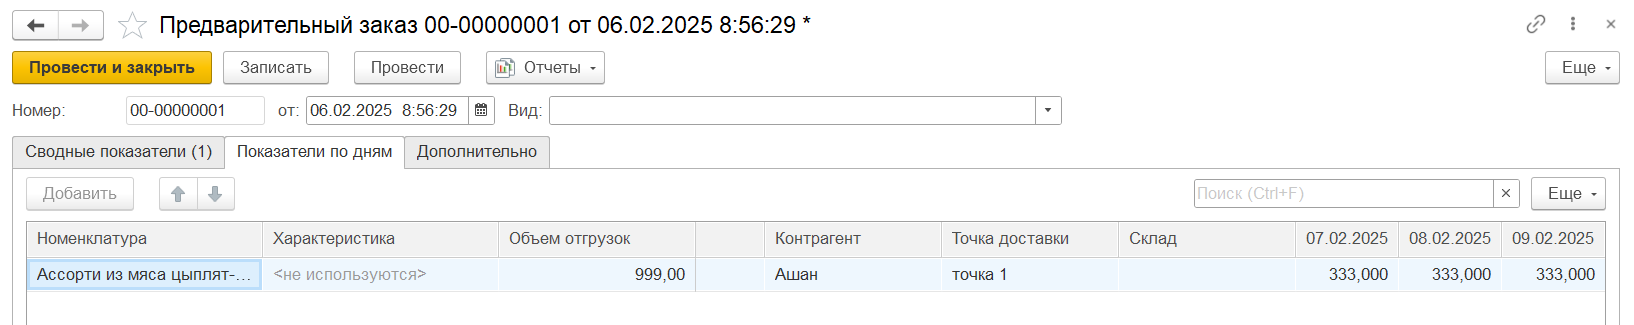 Предварительный заказ 00-00000001 от 06.02.2025 8:56:29 *
Провести и закрыть Записать Провести Отчеты Еще
Номер: 00-00000001 от: 06.02.2025 8:56:29 Вид:
Сводные показатели (1) Показатели по дням Дополнительно
Добавить Поиск (Ctrl+F) × Еще
Номенклатура Характеристика Объем отгрузок Контрагент Точка доставки Склад 07.02.2025 08.02.2025 09.02.2025
Ассорти из мяса цыплят-... <не используются> 999,00 Ашан точка 1 333,000 333,000 333,000